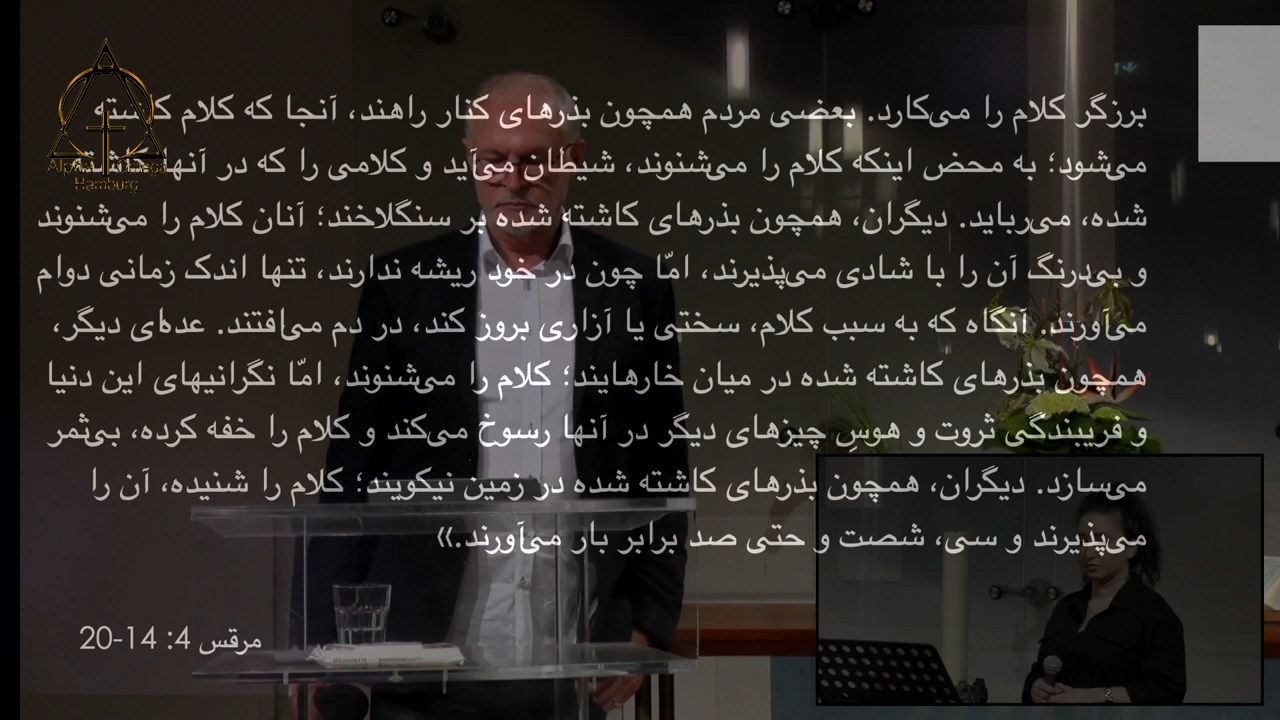 برزگر کلام را می‌کارد. بعضی مردم همچون بذرهای کنار راهند، آنجا که کلام کاشته
می‌شود؛ به محض اینکه کلام را می‌شنوند، شیطان می‌آید و کلامی را که در آنها کاشته
شده، می‌رباید. دیگران، همچون بذرهای کاشته شده بر سنگلاخند؛ آنان کلام را می‌شنوند
و بی‌درنگ آن را با شادی می‌پذیرند، امّا چون در خود ریشه ندارند، تنها اندک زمانی دوام
می‌آورند. آنگاه که به سبب کلام، سختی یا آزاری بروز کند، در دم می‌افتند. عده‌ای دیگر،
همچون بذرهای کاشته شده در میان خارهایند؛ کلام را می‌شنوند، امّا نگرانیهای این دنیا
و فریبندگی ثروت و هوسِ چیزهای دیگر در آنها رسوخ می‌کند و کلام را خفه کرده، بی‌ثمر
می‌سازد. دیگران، همچون بذرهای کاشته شده در زمین نیکویند؛ کلام را شنیده، آن را
می‌پذیرند و سی، شصت و حتی صد برابر بار می‌آورند.»
مرقس 4: 14-20
Hamburg